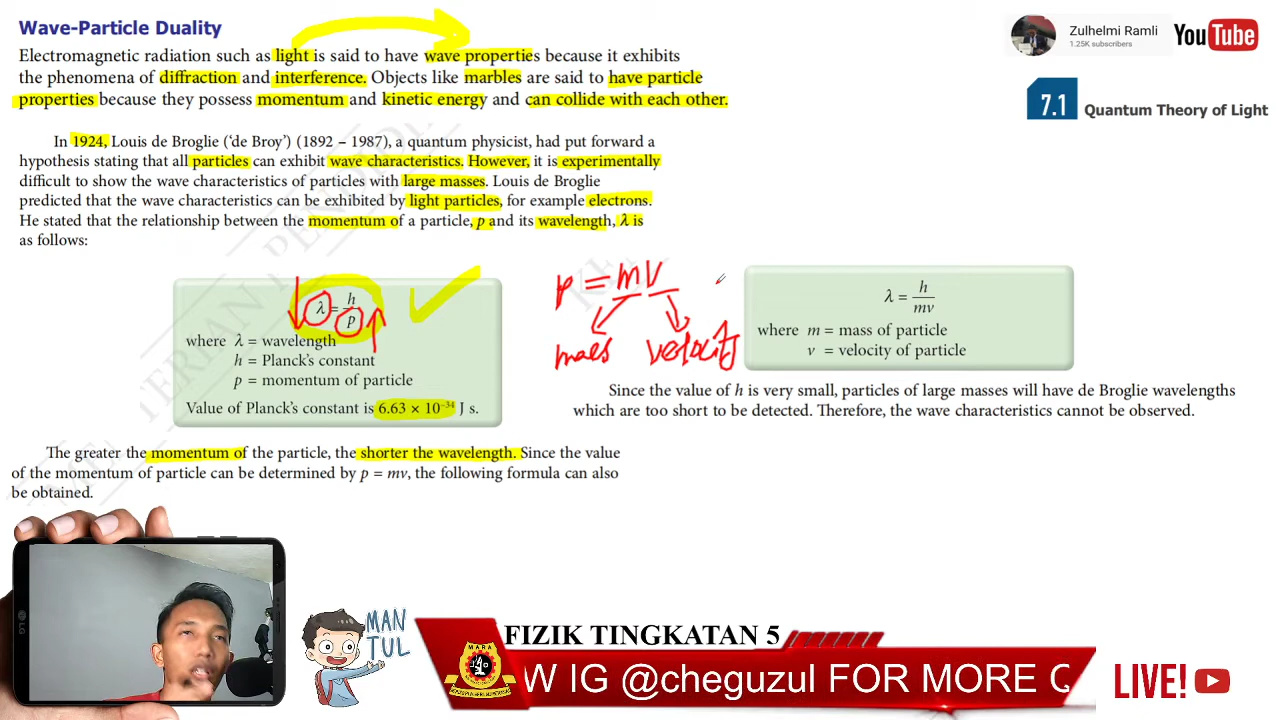 Wave-Particle Duality
Electromagnetic radiation such as light is said to have wave properties because it exhibits
the phenomena of diffraction and interference. Objects like marbles are said to have particle
properties because they possess momentum and kinetic energy and can collide with each other.
In 1924, Louis de Broglie (‘de Broy’) (1892 – 1987), a quantum physicist, had put forward a
hypothesis stating that all particles can exhibit wave characteristics. However, it is experimentally
difficult to show the wave characteristics of particles with large masses. Louis de Broglie
predicted that the wave characteristics can be exhibited by light particles, for example electrons.
He stated that the relationship between the momentum of a particle, p and its wavelength, λ is
as follows:
λ = h/p
where λ = wavelength
h = Planck's constant
p = momentum of particle
Value of Planck's constant is 6.63 × 10⁻³⁴ J s.
The greater the momentum of the particle, the shorter the wavelength. Since the value
of the momentum of particle can be determined by p = mv, the following formula can also
be obtained.
p = mv
mass velocity
Zulhelmi Ramli
1.25K subscribers
YouTube
7.1 Quantum Theory of Light
λ = h/mv
where m = mass of particle
v = velocity of particle
Since the value of h is very small, particles of large masses will have de Broglie wavelengths
which are too short to be detected. Therefore, the wave characteristics cannot be observed.
LG
MAN
TUL
MARA
FIZIK TINGKATAN 5
W IG @cheguzul FOR MORE
LIVE!